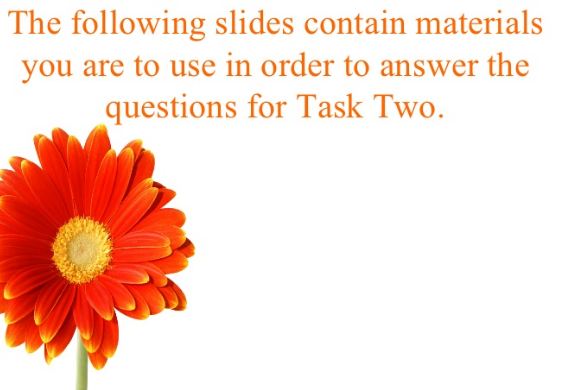 The following slides contain materials
you are to use in order to answer the
questions for Task Two.